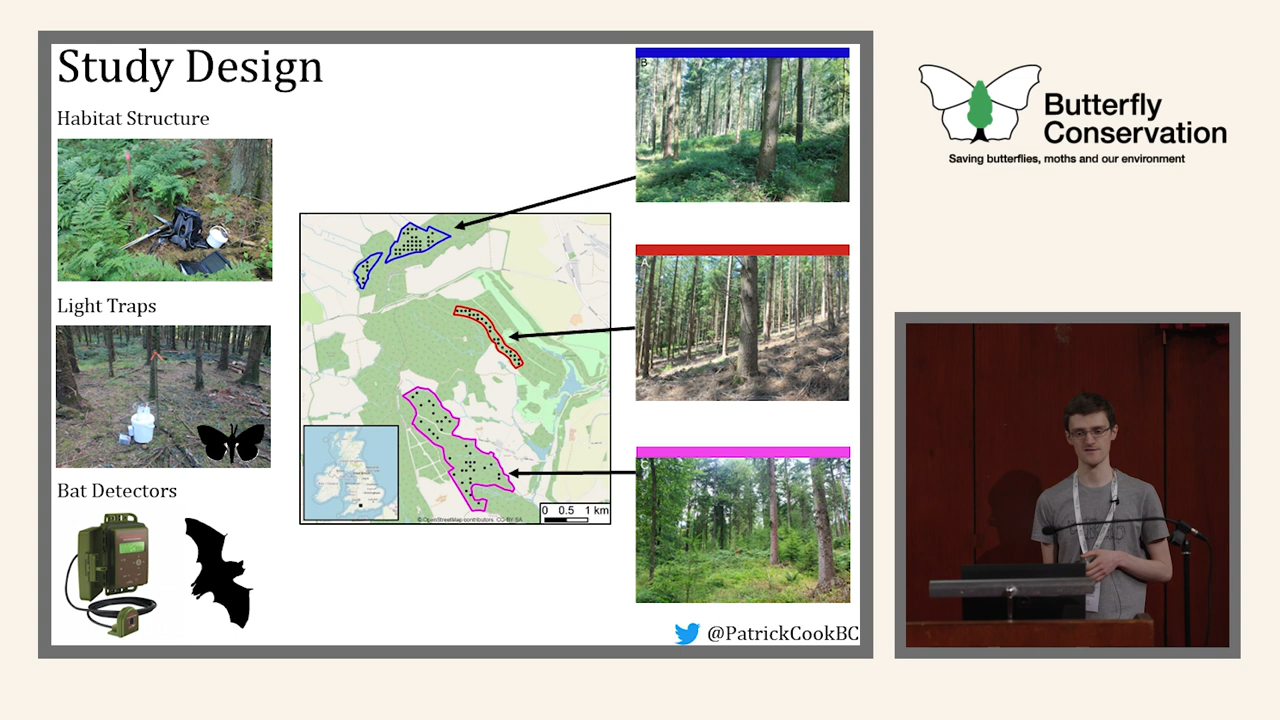 Study Design
Habitat Structure
Light Traps
Bat Detectors
B
A
0 0.5 1 km
© OpenStreetMap contributors, CC-BY-SA
@PatrickCookBC
Butterfly
Conservation
Saving butterflies, moths and our environment